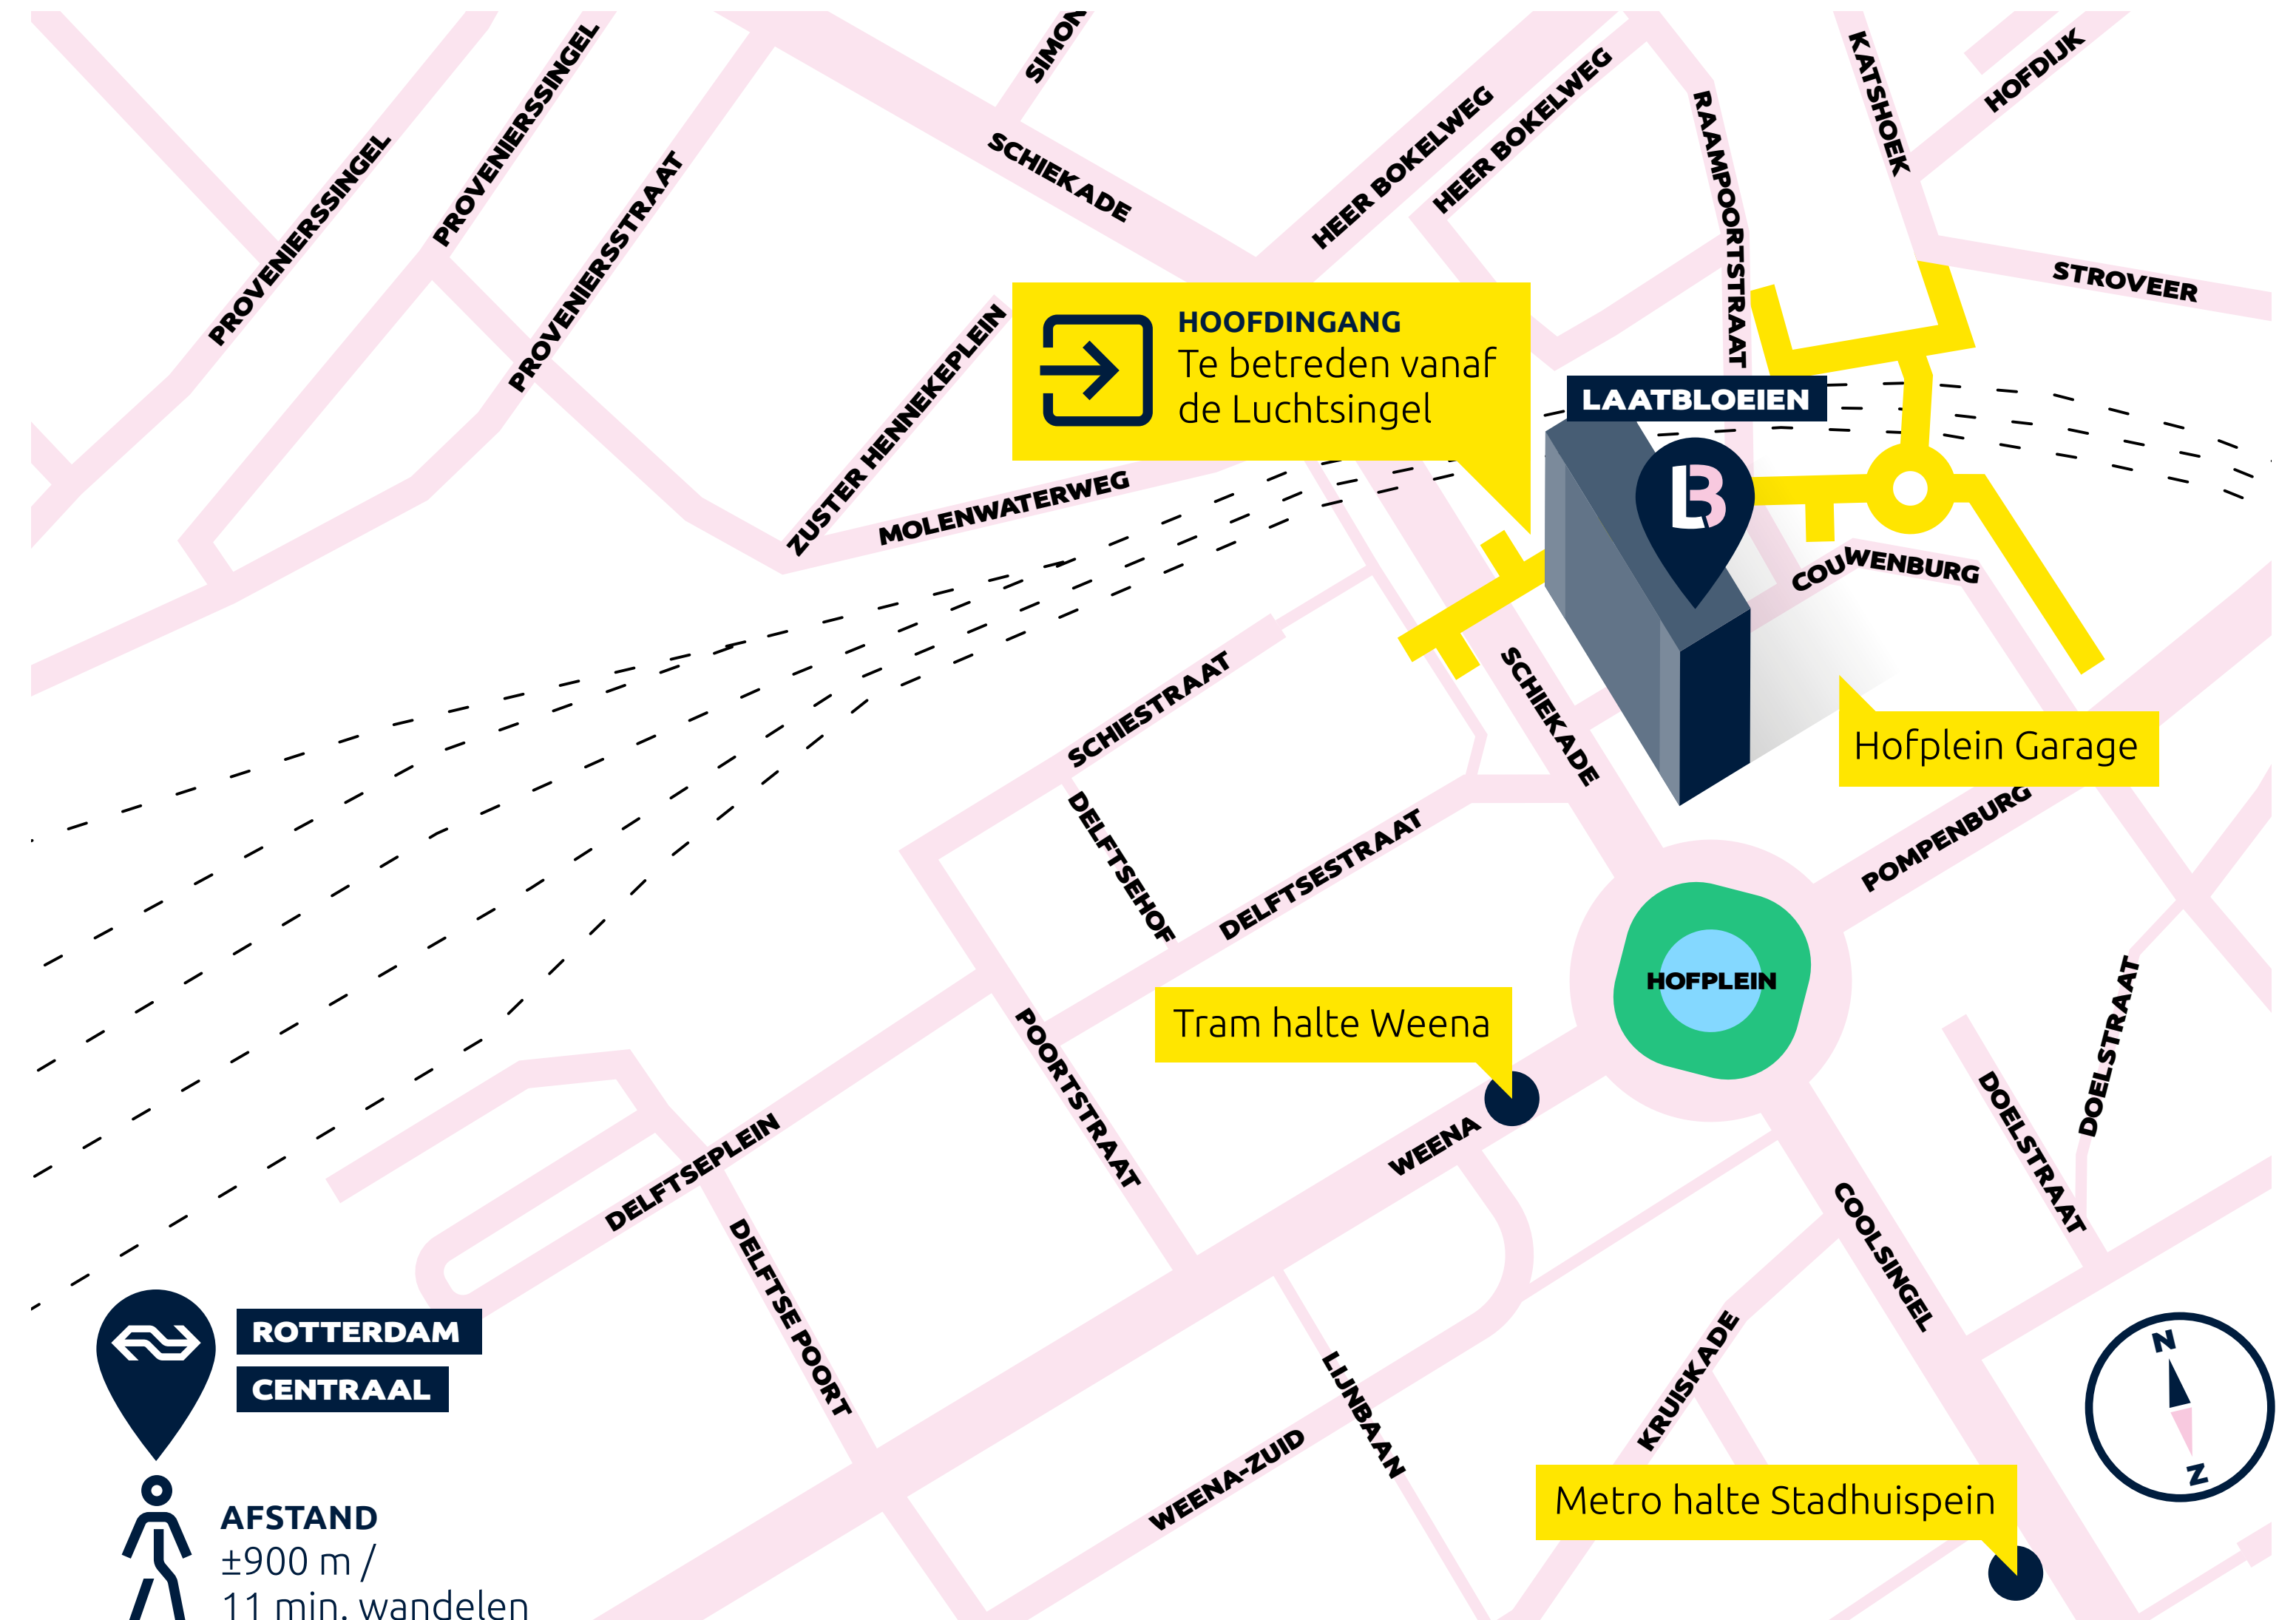 PROVENIERSSINGEL
PROVENIERSSINGEL
PROVENIERSSTRAAT
SCHIEKADE
HEER BOKELWEG
HEER BOKELWEG
RAAMPOORTSTRAAT
KATSHOEK
HOFDIJK
STROVEER
ZUSTER HENNEKEPLEIN
MOLENWATERWEG
HOOFDINGANG
Te betreden vanaf
de Luchtsingel
LAATBLOEIEN
LB
COUWENBURG
SCHIESTRAAT
SCHIEKADE
Hofplein Garage
DELFTSEHOF
DELFTSESTRAAT
POMPENBURG
HOFPLEIN
Tram halte Weena
POORTSTRAAT
WEENA
DOELSTRAAT
DOELSTRAAT
DELFTSEPLEIN
DELFTSE POORT
COOLSINGEL
ROTTERDAM
CENTRAAL
LIJNBAAN
KRUISKADE
WEENA-ZUID
Metro halte Stadhuispein
N
Z
AFSTAND
±900 m /
11 min. wandelen